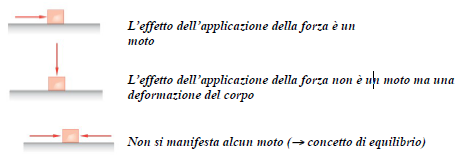 L'effetto dell'applicazione della forza è un
moto
L'effetto dell'applicazione della forza non è un moto ma una
deformazione del corpo
Non si manifesta alcun moto (→ concetto di equilibrio)